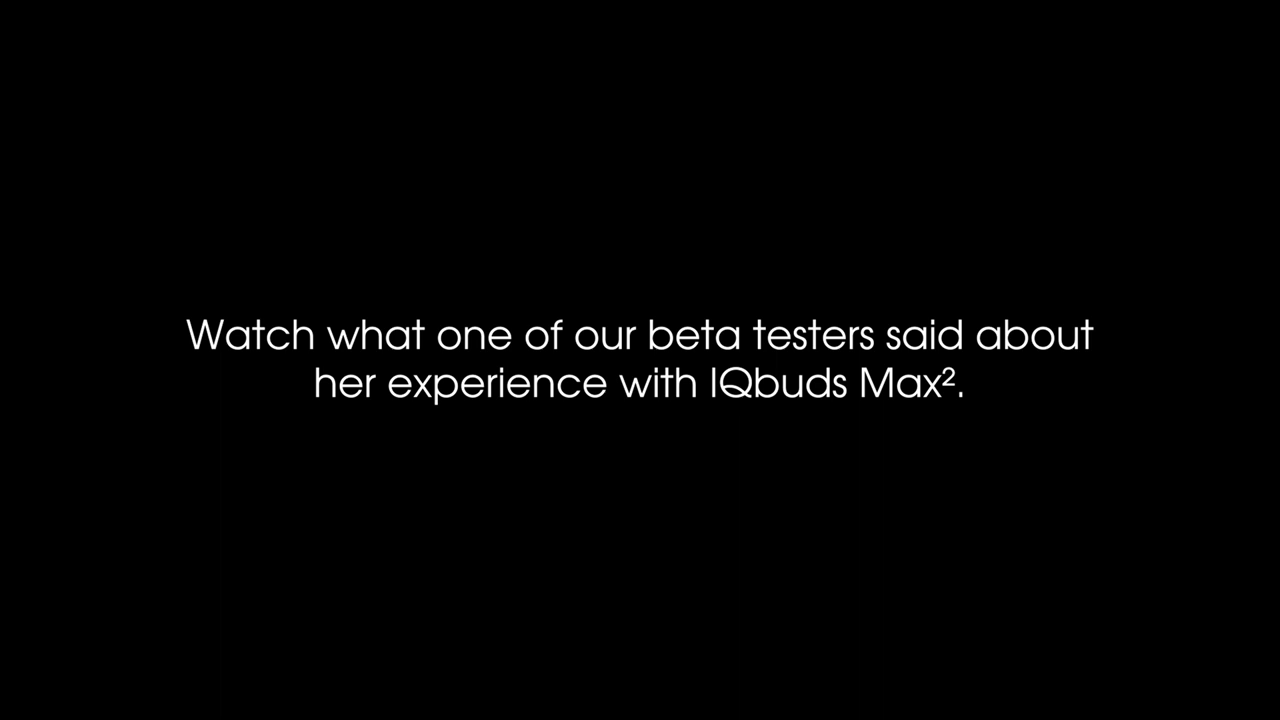 Watch what one of our beta testers said about
her experience with IQbuds Max².